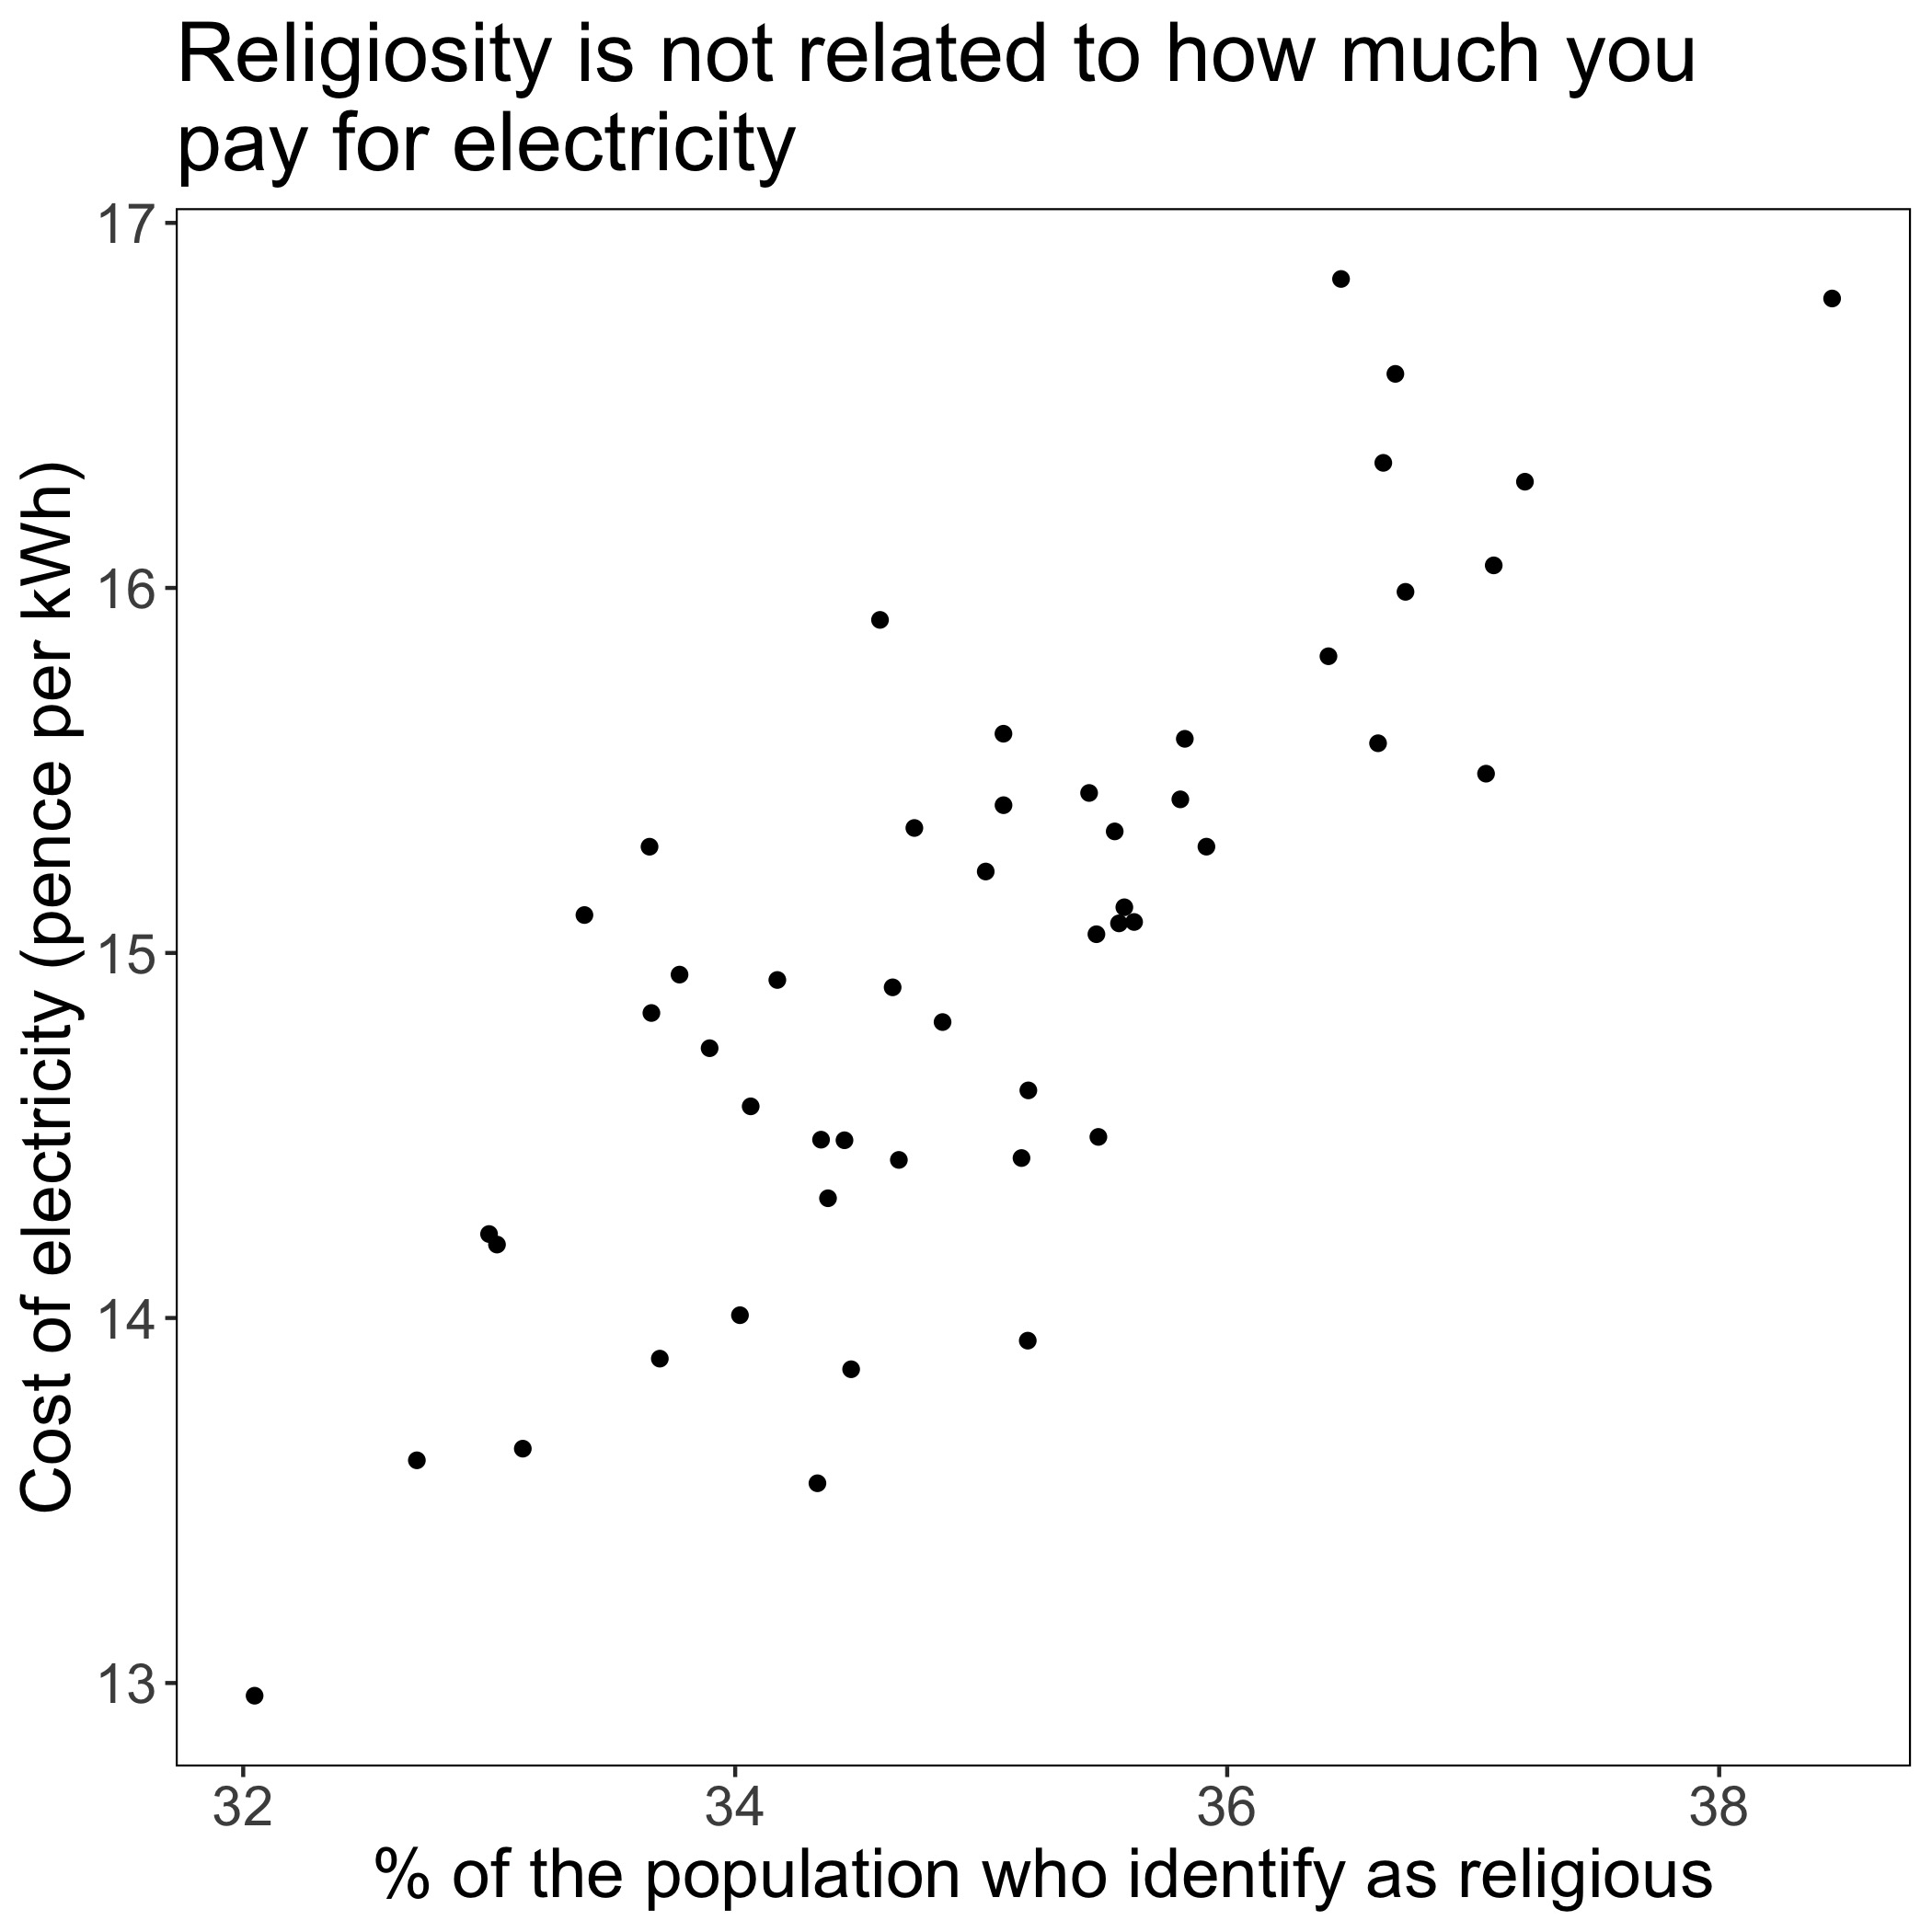 Religiosity is not related to how much you
pay for electricity
Cost of electricity (pence per kWh)
17
16
15
14
13
32
34
36
38
% of the population who identify as religious